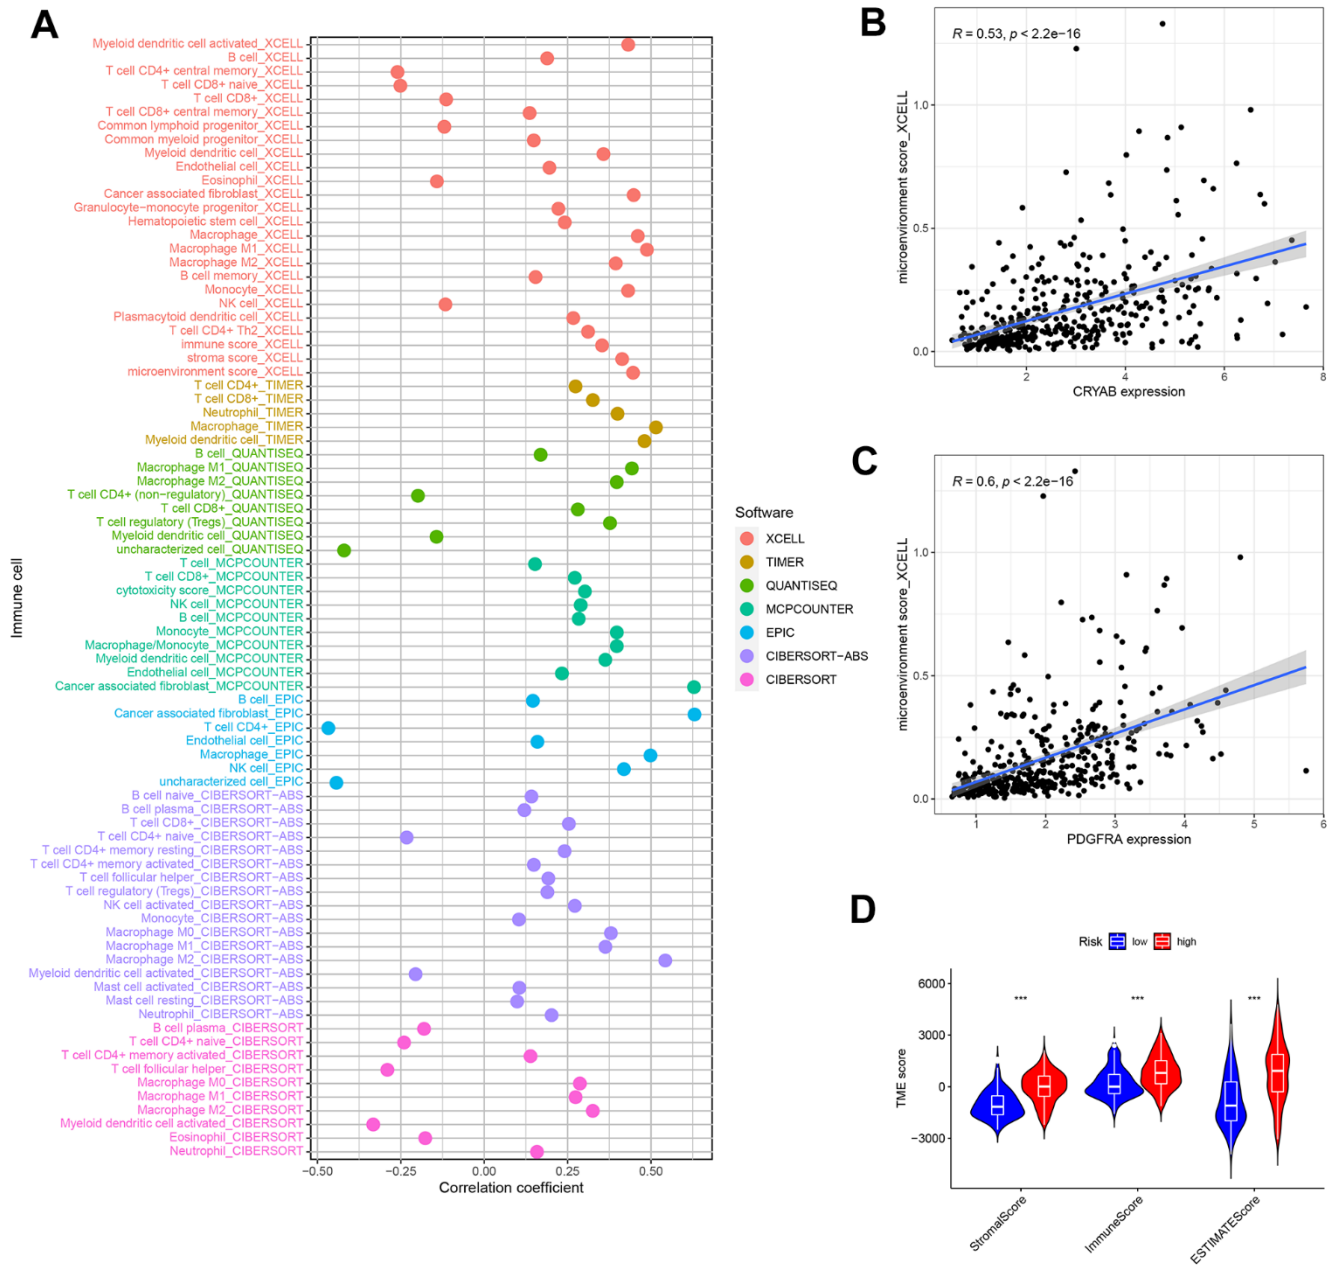 A
Myeloid dendritic cell activated_XCELL
B cell_XCELL
T cell CD4+ central memory_XCELL
T cell CD8+ naive_XCELL
T cell CD8+_XCELL
T cell CD8+ central memory_XCELL
Common lymphoid progenitor_XCELL
Common myeloid progenitor_XCELL
Myeloid dendritic cell_XCELL
Endothelial cell_XCELL
Eosinophil_XCELL
Cancer associated fibroblast_XCELL
Granulocyte−monocyte progenitor_XCELL
Hematopoietic stem cell_XCELL
Macrophage_XCELL
Macrophage M1_XCELL
Macrophage M2_XCELL
B cell memory_XCELL
Monocyte_XCELL
NK cell_XCELL
Plasmacytoid dendritic cell_XCELL
T cell CD4+ Th2_XCELL
immune score_XCELL
stroma score_XCELL
microenvironment score_XCELL
T cell CD4+_TIMER
T cell CD8+_TIMER
Neutrophil_TIMER
Macrophage_TIMER
Myeloid dendritic cell_TIMER
B cell_QUANTISEQ
Macrophage M1_QUANTISEQ
Macrophage M2_QUANTISEQ
T cell CD4+ (non−regulatory)_QUANTISEQ
T cell CD8+_QUANTISEQ
T cell regulatory (Tregs)_QUANTISEQ
Myeloid dendritic cell_QUANTISEQ
uncharacterized cell_QUANTISEQ
T cell_MCPCOUNTER
T cell CD8+_MCPCOUNTER
cytotoxicity score_MCPCOUNTER
NK cell_MCPCOUNTER
B cell_MCPCOUNTER
Monocyte_MCPCOUNTER
Macrophage/Monocyte_MCPCOUNTER
Myeloid dendritic cell_MCPCOUNTER
Endothelial cell_MCPCOUNTER
Cancer associated fibroblast_MCPCOUNTER
B cell_EPIC
Cancer associated fibroblast_EPIC
T cell CD4+_EPIC
Endothelial cell_EPIC
Macrophage_EPIC
NK cell_EPIC
uncharacterized cell_EPIC
B cell naive_CIBERSORT−ABS
B cell plasma_CIBERSORT−ABS
T cell CD8+_CIBERSORT−ABS
T cell CD4+ naive_CIBERSORT−ABS
T cell CD4+ memory resting_CIBERSORT−ABS
T cell CD4+ memory activated_CIBERSORT−ABS
T cell follicular helper_CIBERSORT−ABS
T cell regulatory (Tregs)_CIBERSORT−ABS
NK cell activated_CIBERSORT−ABS
Monocyte_CIBERSORT−ABS
Macrophage M0_CIBERSORT−ABS
Macrophage M1_CIBERSORT−ABS
Macrophage M2_CIBERSORT−ABS
Myeloid dendritic cell activated_CIBERSORT−ABS
Mast cell activated_CIBERSORT−ABS
Mast cell resting_CIBERSORT−ABS
Neutrophil_CIBERSORT−ABS
B cell plasma_CIBERSORT
T cell CD4+ naive_CIBERSORT
T cell CD4+ memory activated_CIBERSORT
T cell follicular helper_CIBERSORT
Macrophage M0_CIBERSORT
Macrophage M1_CIBERSORT
Macrophage M2_CIBERSORT
Myeloid dendritic cell activated_CIBERSORT
Eosinophil_CIBERSORT
Neutrophil_CIBERSORT
−0.50 −0.25 0.00 0.25 0.50
Correlation coefficient
Immune cell
Software
XCELL
TIMER
QUANTISEQ
MCPCOUNTER
EPIC
CIBERSORT−ABS
CIBERSORT
B
R = 0.53, p < 2.2e−16
1.0
0.5
0.0
microenvironment score_XCELL
2 4 6 8
CRYAB expression
C
R = 0.6, p < 2.2e−16
1.0
0.5
0.0
microenvironment score_XCELL
1 2 3 4 5 6
PDGFRA expression
D
Risk low high
6000
3000
0
−3000
TME score
*** *** ***
StromalScore
ImmuneScore
ESTIMATEScore